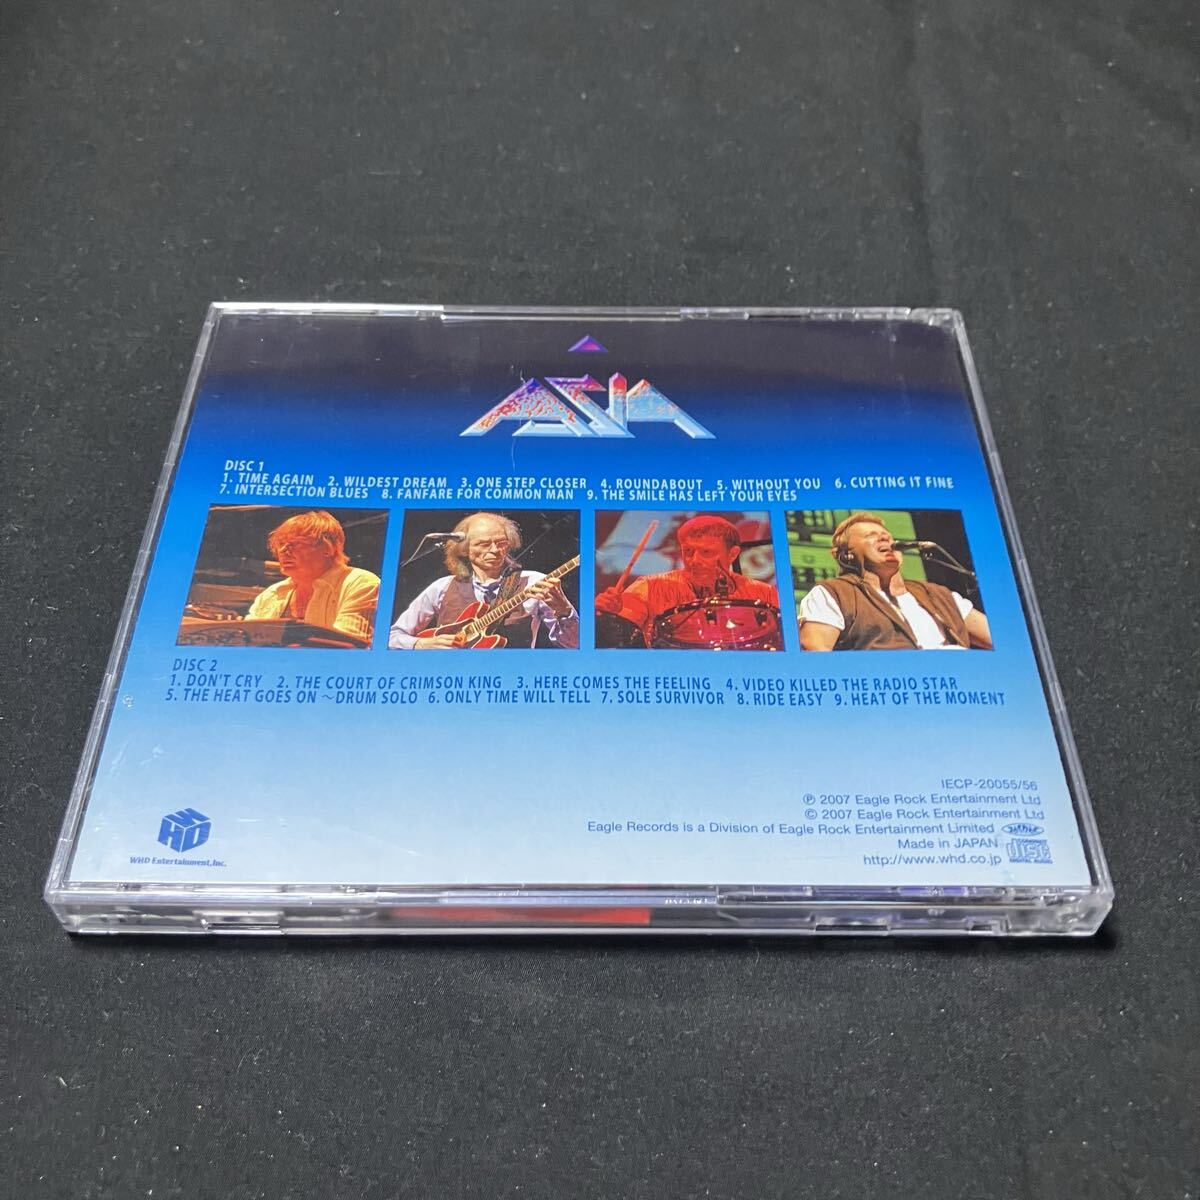 ASIA
DISC 1
1. TIME AGAIN 2. WILDEST DREAM 3. ONE STEP CLOSER 4. ROUNDABOUT 5. WITHOUT YOU 6. CUTTING IT FINE
7. INTERSECTION BLUES 8. FANFARE FOR COMMON MAN 9. THE SMILE HAS LEFT YOUR EYES
DISC 2
1. DON'T CRY 2. THE COURT OF CRIMSON KING 3. HERE COMES THE FEELING 4. VIDEO KILLED THE RADIO STAR
5. THE HEAT GOES ON ～DRUM SOLO 6. ONLY TIME WILL TELL 7. SOLE SURVIVOR 8. RIDE EASY 9. HEAT OF THE MOMENT
IECP-20055/56
℗ 2007 Eagle Rock Entertainment Ltd
© 2007 Eagle Rock Entertainment Ltd
Eagle Records is a Division of Eagle Rock Entertainment Limited
Made in JAPAN
http://www.whd.co.jp
disc
DIGITAL AUDIO
WHD
WHD Entertainment, Inc.